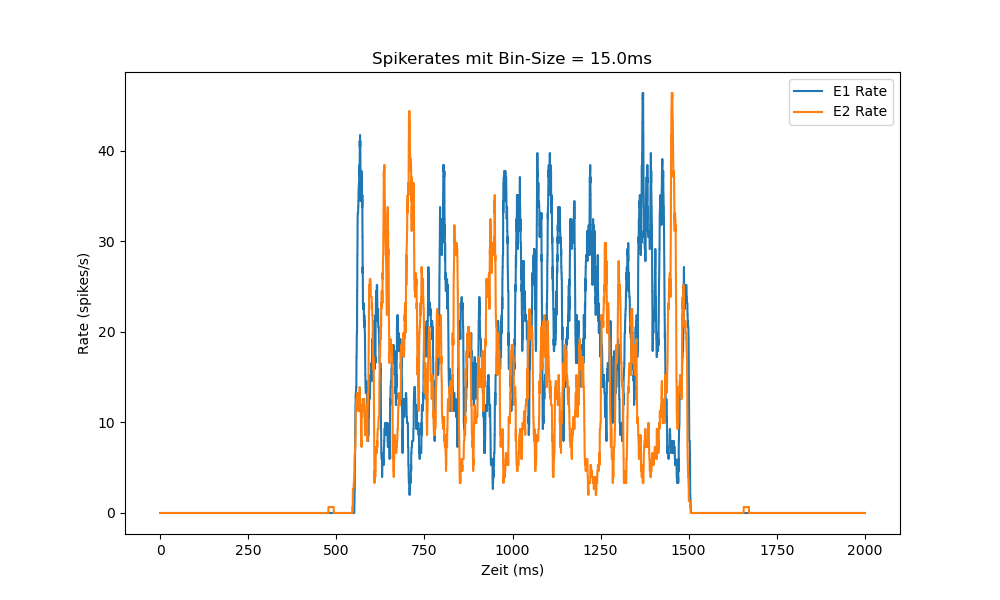 Spikerates mit Bin-Size = 15.0ms
E1 Rate
E2 Rate
Rate (spikes/s)
40
30
20
10
0
0 250 500 750 1000 1250 1500 1750 2000
Zeit (ms)